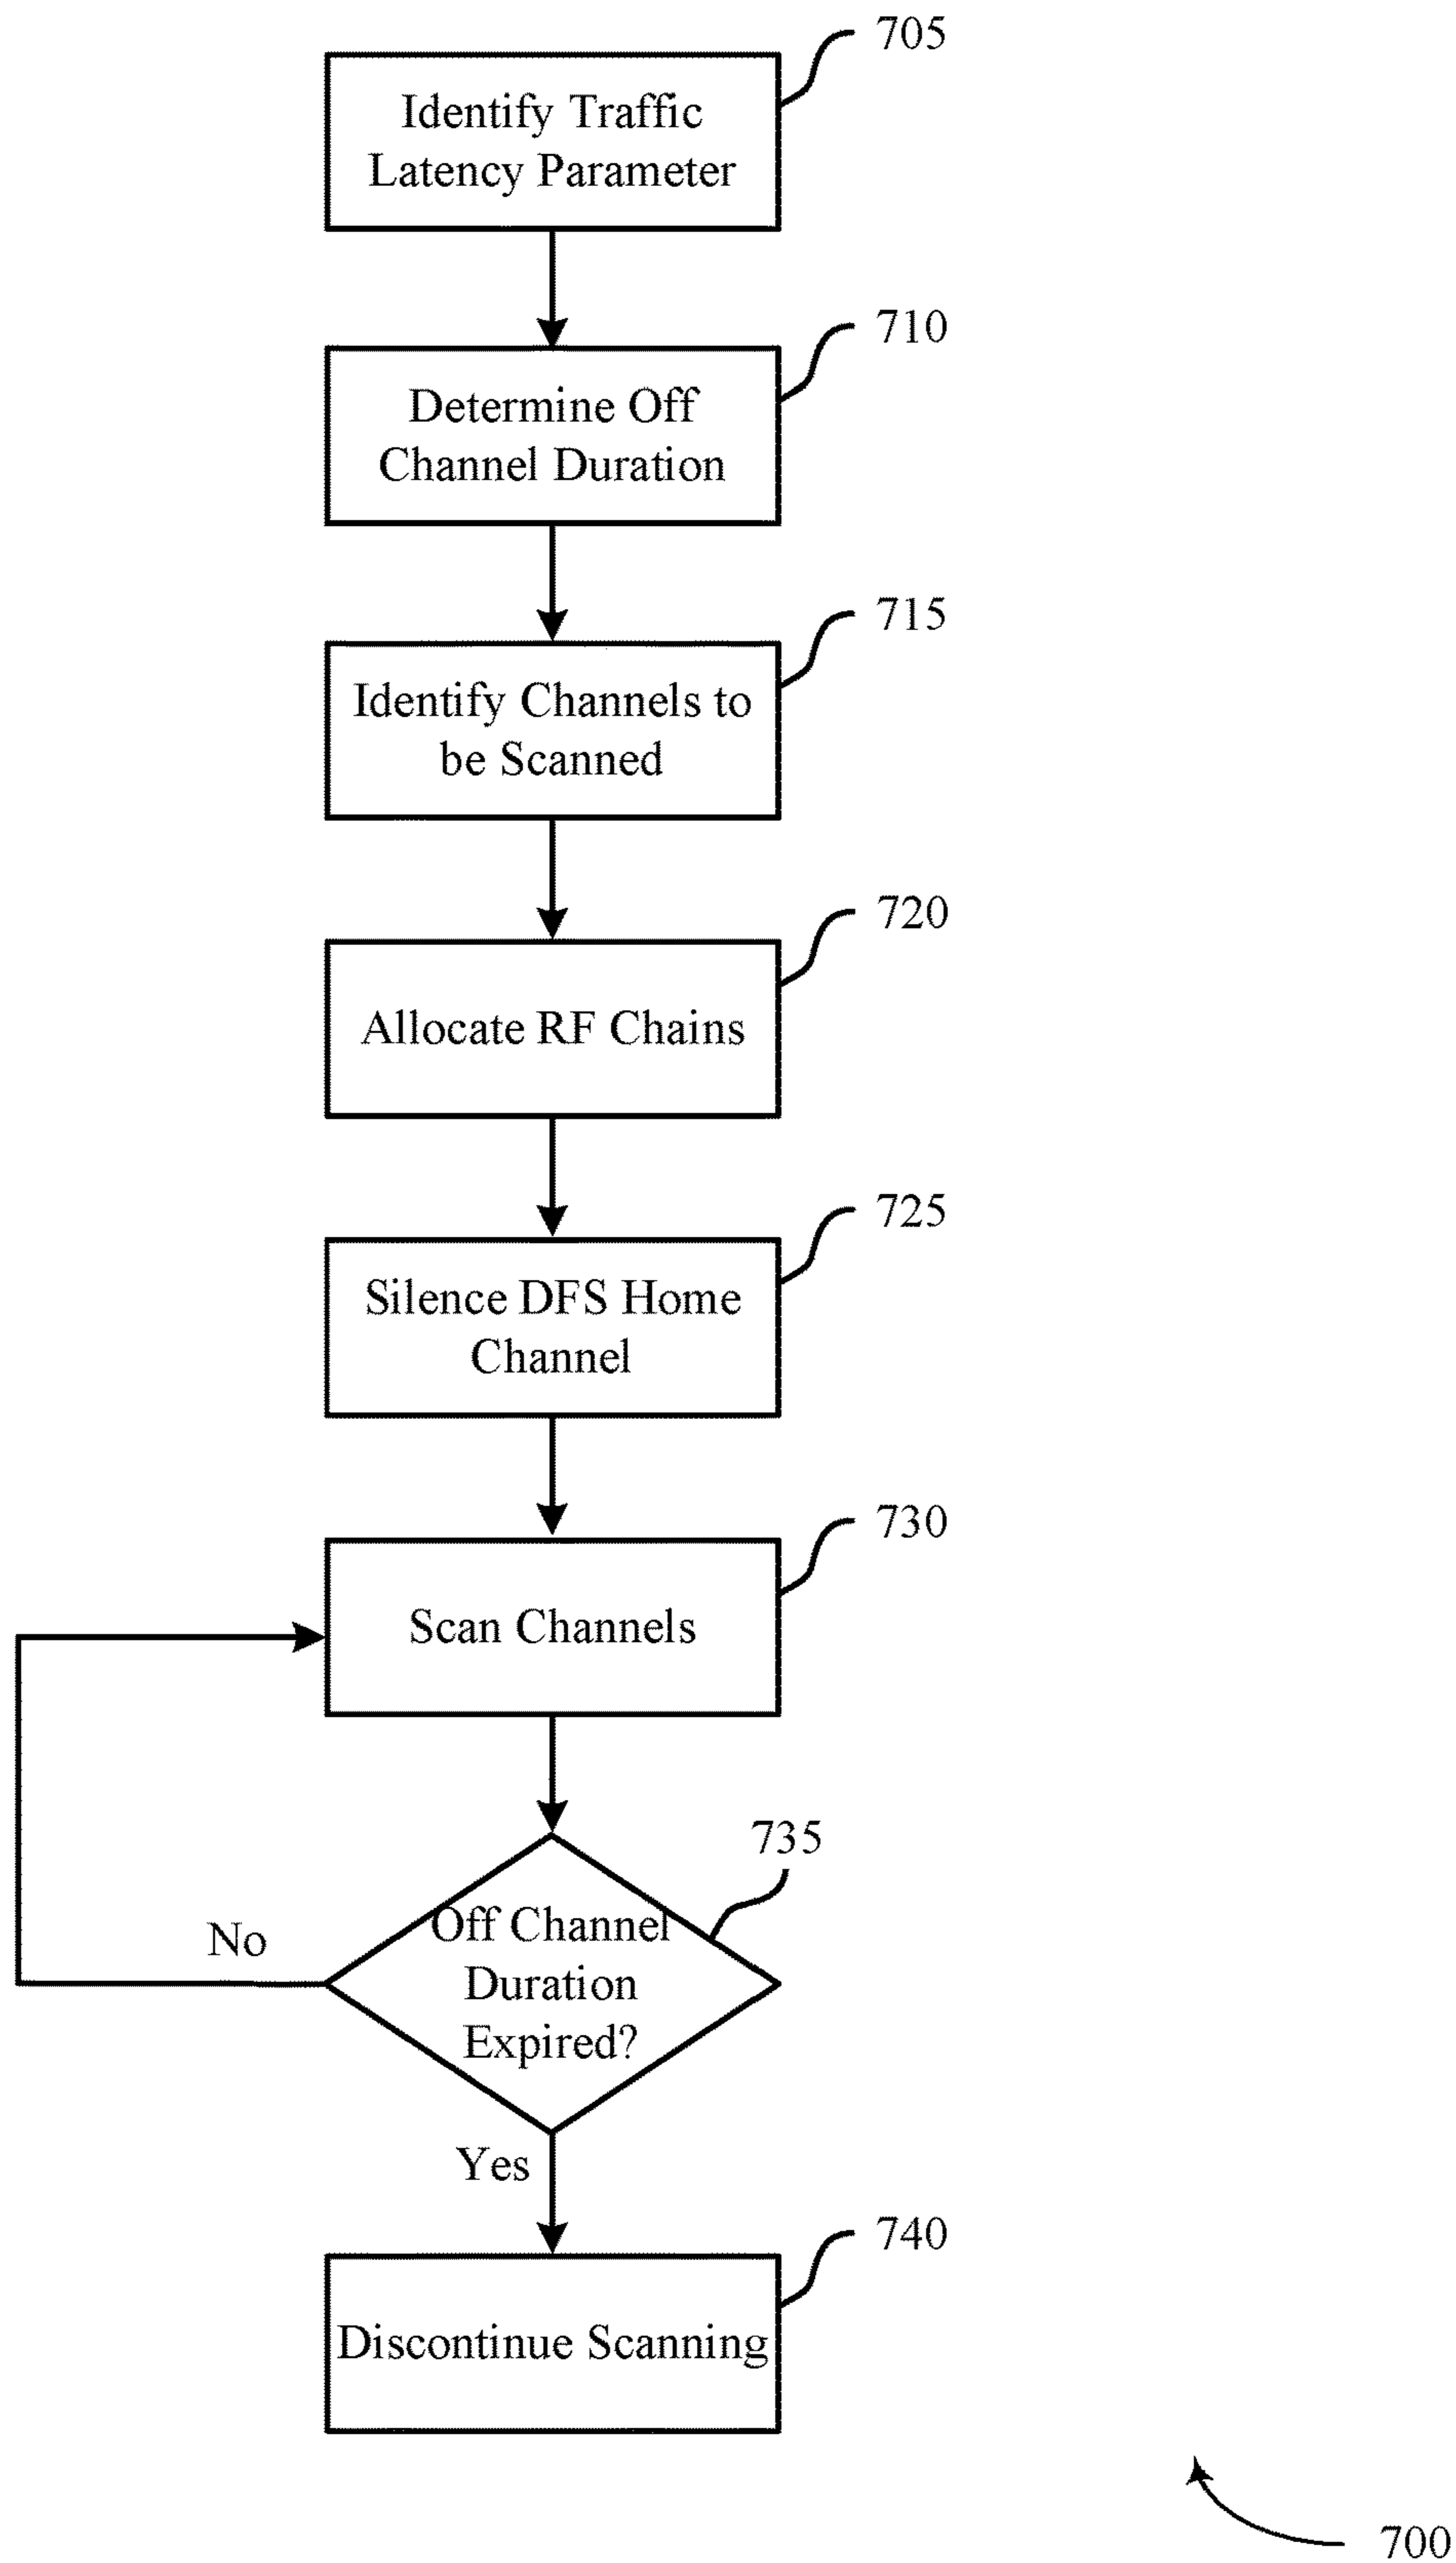 705
Identify Traffic
Latency Parameter
710
Determine Off
Channel Duration
715
Identify Channels to
be Scanned
720
Allocate RF Chains
725
Silence DFS Home
Channel
730
Scan Channels
735
Off Channel
Duration
Expired?
No
Yes
740
Discontinue Scanning
700